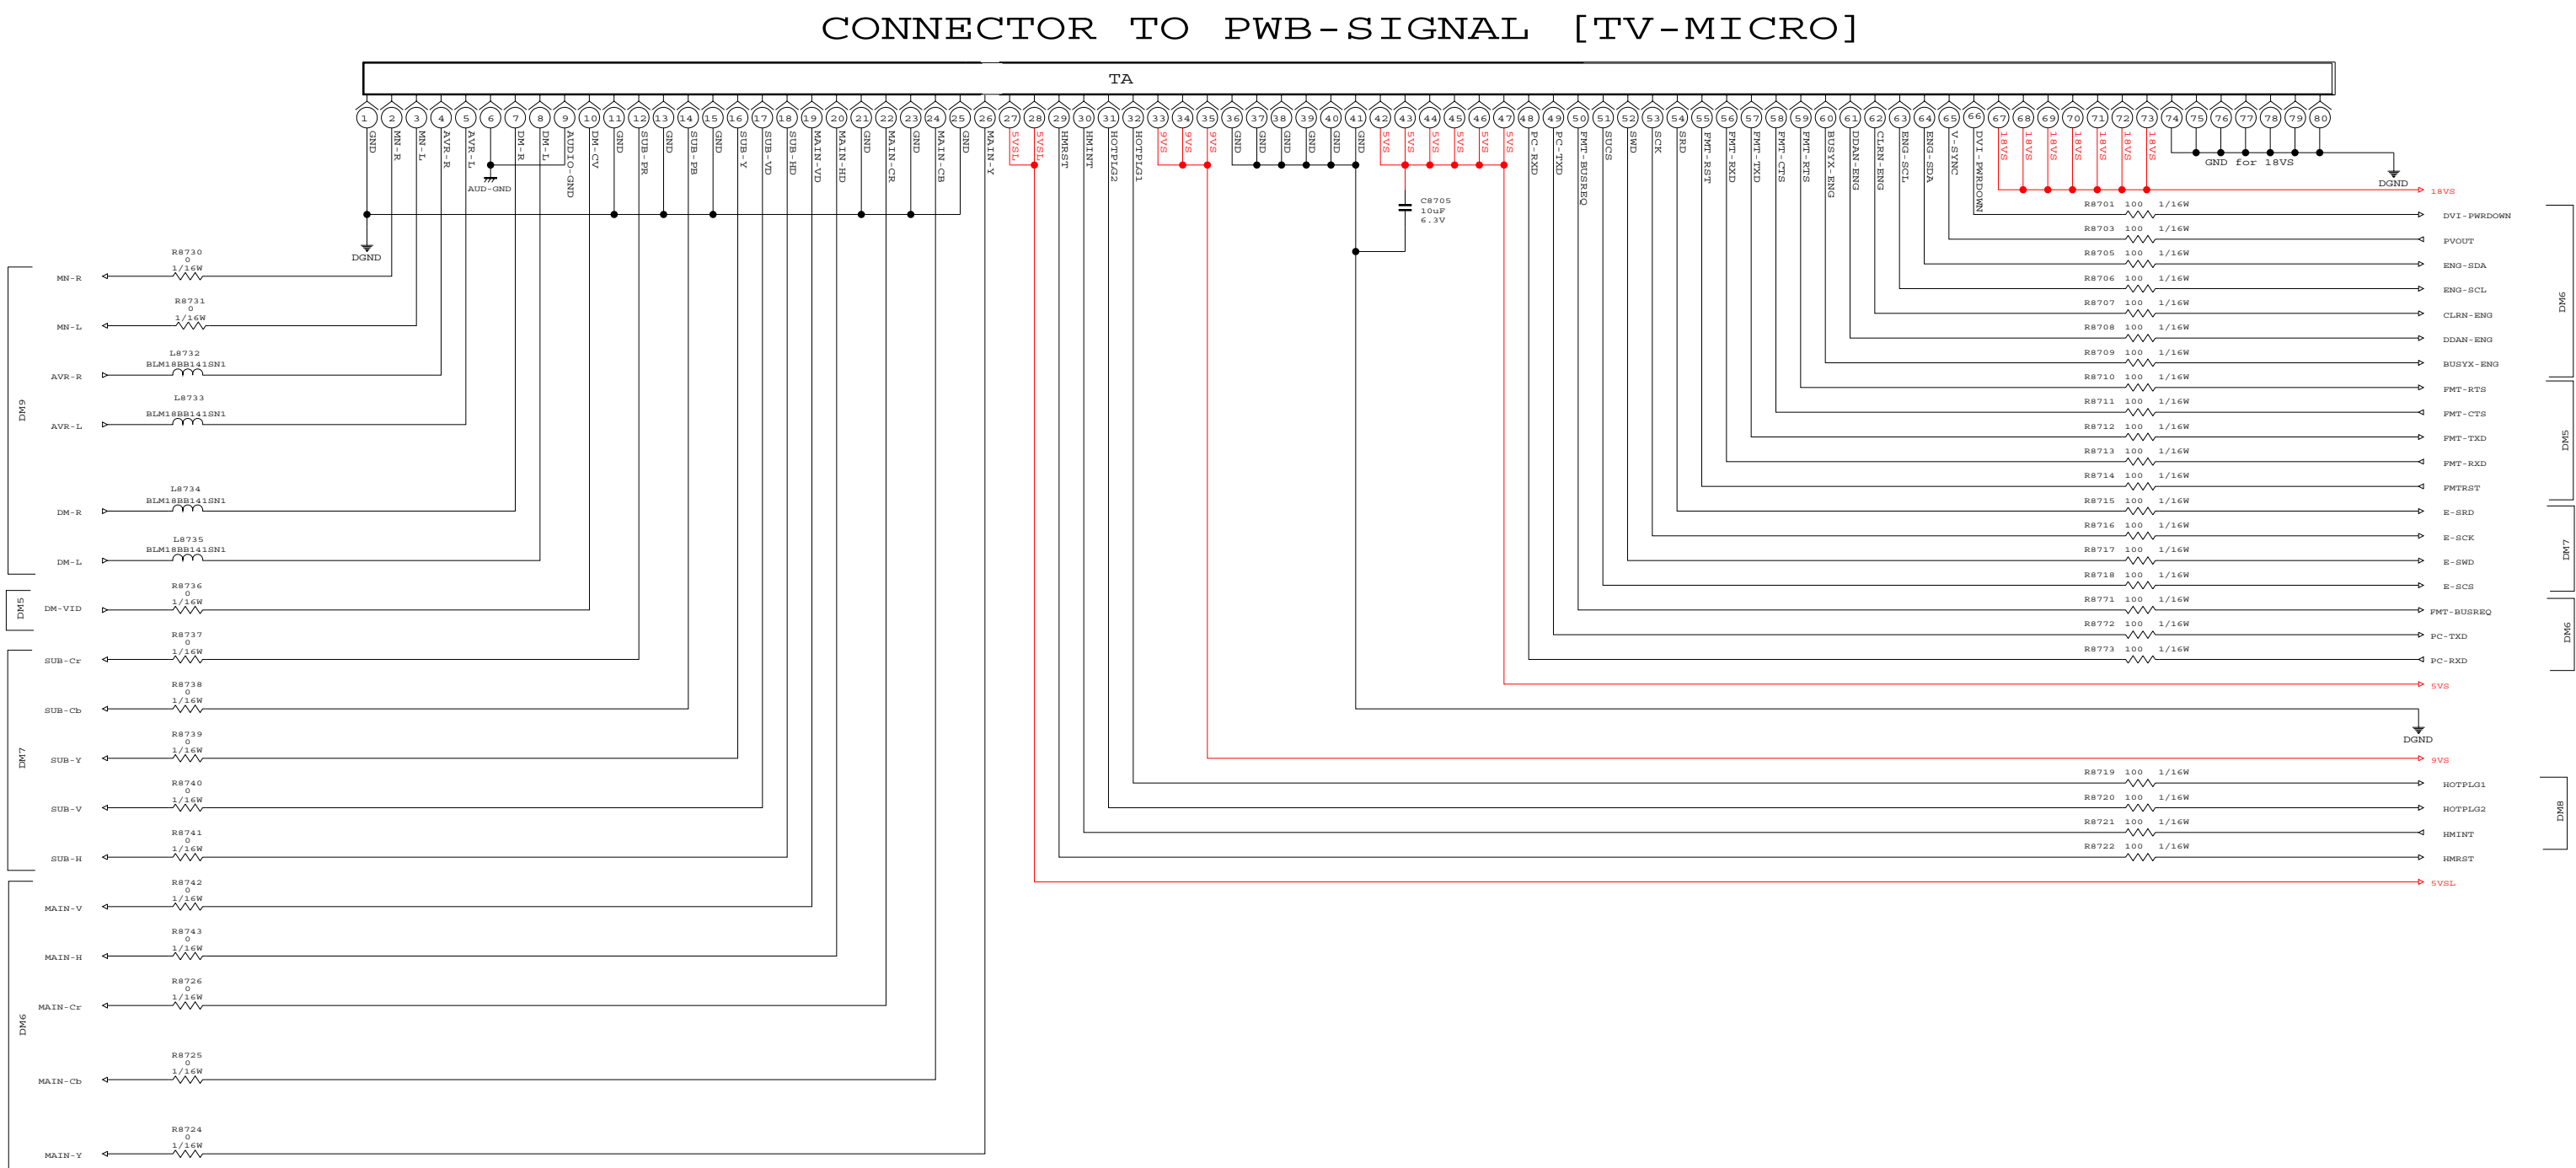 CONNECTOR TO PWB-SIGNAL [TV-MICRO]
TA
1 GND
2 MN-R
3 MN-L
4 AVR-R
5 AVR-L
6
7 DM-R
8 DM-L
9 AUDIO-GND
10 DM-CV
11 GND
12 SUB-PR
13 GND
14 SUB-PB
15 GND
16 SUB-Y
17 SUB-VD
18 SUB-HD
19 MAIN-VD
20 MAIN-HD
21 GND
22 MAIN-CR
23 GND
24 MAIN-CB
25 GND
26 MAIN-Y
27 5VSL
28 5VSL
29 HMRST
30 HMINT
31 HOTPLG2
32 HOTPLG1
33 9VS
34 9VS
35 9VS
36 GND
37 GND
38 GND
39 GND
40 GND
41 GND
42 5VS
43 5VS
44 5VS
45 5VS
46 5VS
47 5VS
48 PC-RXD
49 PC-TXD
50 FMT-BUSREQ
51 SUCS
52 SWD
53 SCK
54 SRD
55 FMT-RST
56 FMT-RXD
57 FMT-TXD
58 FMT-CTS
59 FMT-RTS
60 BUSYX-ENG
61 DDAN-ENG
62 CLRN-ENG
63 ENG-SCL
64 ENG-SDA
65 V-SYNC
66 DVI-PWRDOWN
67 18VS
68 18VS
69 18VS
70 18VS
71 18VS
72 18VS
73 18VS
74
75
76
77
78
79
80
GND for 18VS
DGND
AUD-GND
DGND
C8705
10uF
6.3V
DM9
R8730
0
1/16W
MN-R
R8731
0
1/16W
MN-L
L8732
BLM18BB141SN1
AVR-R
L8733
BLM18BB141SN1
AVR-L
L8734
BLM18BB141SN1
DM-R
L8735
BLM18BB141SN1
DM-L
DM5
R8736
0
1/16W
DM-VID
DM7
R8737
0
1/16W
SUB-Cr
R8738
0
1/16W
SUB-Cb
R8739
0
1/16W
SUB-Y
R8740
0
1/16W
SUB-V
R8741
0
1/16W
SUB-H
DM6
R8742
0
1/16W
MAIN-V
R8743
0
1/16W
MAIN-H
R8726
0
1/16W
MAIN-Cr
R8725
0
1/16W
MAIN-Cb
R8724
0
1/16W
MAIN-Y
18VS
R8701 100 1/16W DVI-PWRDOWN
R8703 100 1/16W PVOUT
R8705 100 1/16W ENG-SDA
R8706 100 1/16W ENG-SCL
R8707 100 1/16W CLRN-ENG
R8708 100 1/16W DDAN-ENG
R8709 100 1/16W BUSYX-ENG
DM6
R8710 100 1/16W FMT-RTS
R8711 100 1/16W FMT-CTS
R8712 100 1/16W FMT-TXD
R8713 100 1/16W FMT-RXD
R8714 100 1/16W FMTRST
DM5
R8715 100 1/16W E-SRD
R8716 100 1/16W E-SCK
R8717 100 1/16W E-SWD
R8718 100 1/16W E-SCS
DM7
R8771 100 1/16W FMT-BUSREQ
R8772 100 1/16W PC-TXD
R8773 100 1/16W PC-RXD
DM6
5VS
DGND
9VS
R8719 100 1/16W HOTPLG1
R8720 100 1/16W HOTPLG2
R8721 100 1/16W HMINT
R8722 100 1/16W HMRST
DM8
5VSL